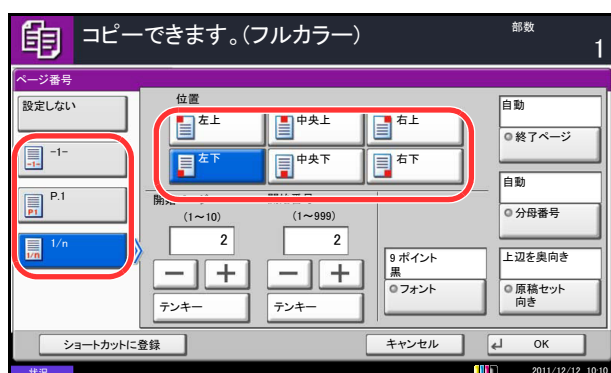 コピーできます。(フルカラー)
部数
1
ページ番号
設定しない
-1-
P.1
1/n
位置
左上
中央上
右上
左下
中央下
右下
(1～10)
2
テンキー
(1～999)
2
テンキー
9 ポイント
黒
フォント
自動
終了ページ
自動
分母番号
上辺を奥向き
原稿セット
向き
ショートカットに登録
キャンセル
OK
状況
2011/12/12 10:10